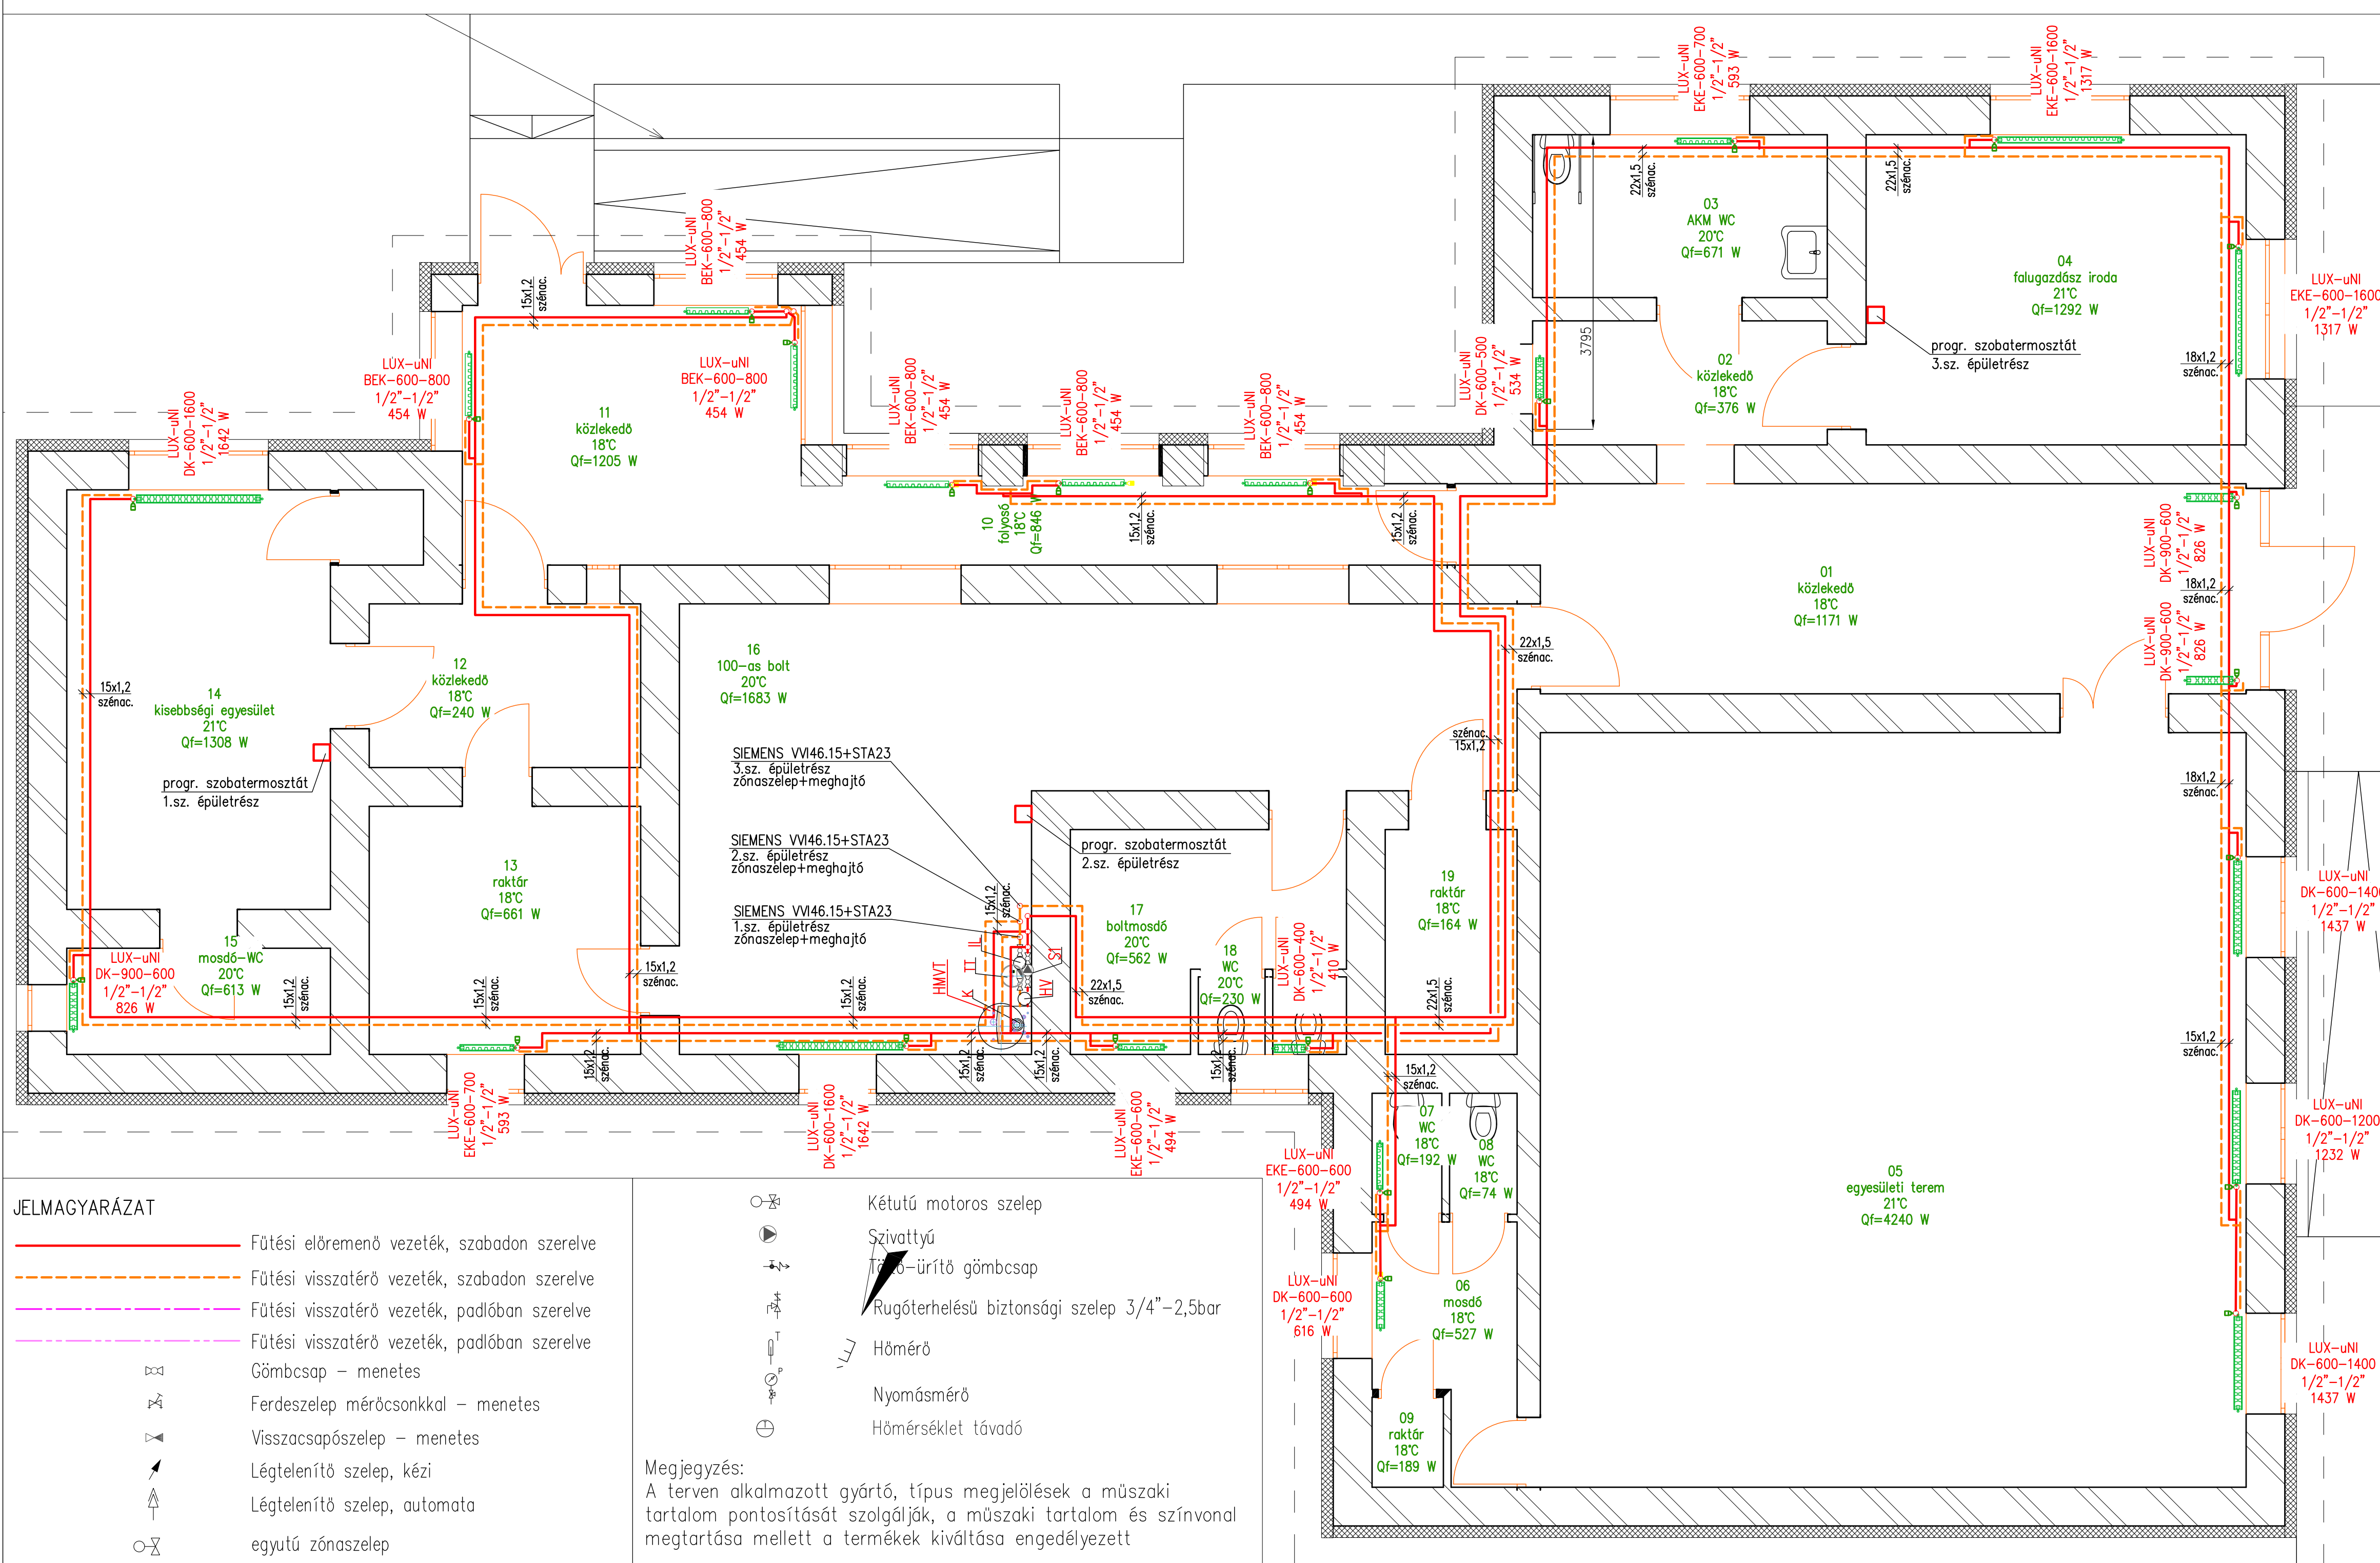 LUX-uNI
EKE-600-700
1/2"-1/2"
593 W
LUX-uNI
EKE-600-1600
1/2"-1/2"
1317 W
22x1,5
szénac.
22x1,5
szénac.
03
AKM WC
20°C
Qf=671 W
04
falugazdász iroda
21°C
Qf=1292 W
LUX-uNI
EKE-600-1600
1/2"-1/2"
1317 W
progr. szobatermosztát
3.sz. épületrész
18x1,2
szénac.
3795
02
közlekedő
18°C
Qf=376 W
LUX-uNI
DK-600-500
1/2"-1/2"
534 W
LUX-uNI
BEK-600-800
1/2"-1/2"
454 W
15x1,2
szénac.
LUX-uNI
BEK-600-800
1/2"-1/2"
454 W
LUX-uNI
BEK-600-800
1/2"-1/2"
454 W
11
közlekedő
18°C
Qf=1205 W
LUX-uNI
DK-600-1600
1/2"-1/2"
1642 W
LUX-uNI
BEK-600-800
1/2"-1/2"
454 W
LUX-uNI
BEK-600-800
1/2"-1/2"
454 W
LUX-uNI
BEK-600-800
1/2"-1/2"
454 W
10
folyosó
18°C
Qf=846 W
15x1,2
szénac.
15x1,2
szénac.
01
közlekedő
18°C
Qf=1171 W
LUX-uNI
DK-900-600
1/2"-1/2"
826 W
18x1,2
szénac.
LUX-uNI
DK-900-600
1/2"-1/2"
826 W
22x1,5
szénac.
16
100-as bolt
20°C
Qf=1683 W
12
közlekedő
18°C
Qf=240 W
15x1,2
szénac.
14
kisebbségi egyesület
21°C
Qf=1308 W
progr. szobatermosztát
1.sz. épületrész
SIEMENS VVI46.15+STA23
3.sz. épületrész
zónaszelep+meghajtó
SIEMENS VVI46.15+STA23
2.sz. épületrész
zónaszelep+meghajtó
SIEMENS VVI46.15+STA23
1.sz. épületrész
zónaszelep+meghajtó
szénac.
15x1,2
18x1,2
szénac.
progr. szobatermosztát
2.sz. épületrész
13
raktár
18°C
Qf=661 W
15x1,2
szénac.
17
boltmosdó
20°C
Qf=562 W
19
raktár
18°C
Qf=164 W
LUX-uNI
DK-600-1400
1/2"-1/2"
1437 W
15
mosdó-WC
20°C
Qf=613 W
LUX-uNI
DK-900-600
1/2"-1/2"
826 W
15x1,2
szénac.
15x1,2
szénac.
15x1,2
szénac.
15x1,2
szénac.
HMVT
TT
K
S1
HV
22x1,5
szénac.
18
WC
20°C
Qf=230 W
LUX-uNI
DK-600-400
1/2"-1/2"
410 W
22x1,5
szénac.
15x1,2
szénac.
15x1,2
szénac.
15x1,2
szénac.
15x1,2
szénac.
15x1,2
szénac.
15x1,2
szénac.
LUX-uNI
EKE-600-700
1/2"-1/2"
593 W
LUX-uNI
DK-600-1600
1/2"-1/2"
1642 W
LUX-uNI
EKE-600-600
1/2"-1/2"
494 W
07
WC
18°C
Qf=192 W
08
WC
18°C
Qf=74 W
LUX-uNI
DK-600-1200
1/2"-1/2"
1232 W
LUX-uNI
EKE-600-600
1/2"-1/2"
494 W
05
egyesületi terem
21°C
Qf=4240 W
LUX-uNI
DK-600-600
1/2"-1/2"
616 W
06
mosdó
18°C
Qf=527 W
LUX-uNI
DK-600-1400
1/2"-1/2"
1437 W
09
raktár
18°C
Qf=189 W
JELMAGYARÁZAT
Fütési elöremenö vezeték, szabadon szerelve
Fütési visszatérö vezeték, szabadon szerelve
Fütési visszatérö vezeték, padlóban szerelve
Fütési visszatérö vezeték, padlóban szerelve
Gömbcsap - menetes
Ferdeszelep mérőcsonkkal - menetes
Visszacsapószelep - menetes
Légtelenítö szelep, kézi
Légtelenítö szelep, automata
egyutú zónaszelep
Kétutú motoros szelep
Szivattyú
Töltő-ürítö gömbcsap
Rugóterhelésü biztonsági szelep 3/4"-2,5bar
T
Hömérö
P
Nyomásmérö
Hömérséklet távadó
Megjegyzés:
A terven alkalmazott gyártó, típus megjelölések a müszaki
tartalom pontosítását szolgálják, a müszaki tartalom és színvonal
megtartása mellett a termékek kiváltása engedélyezett